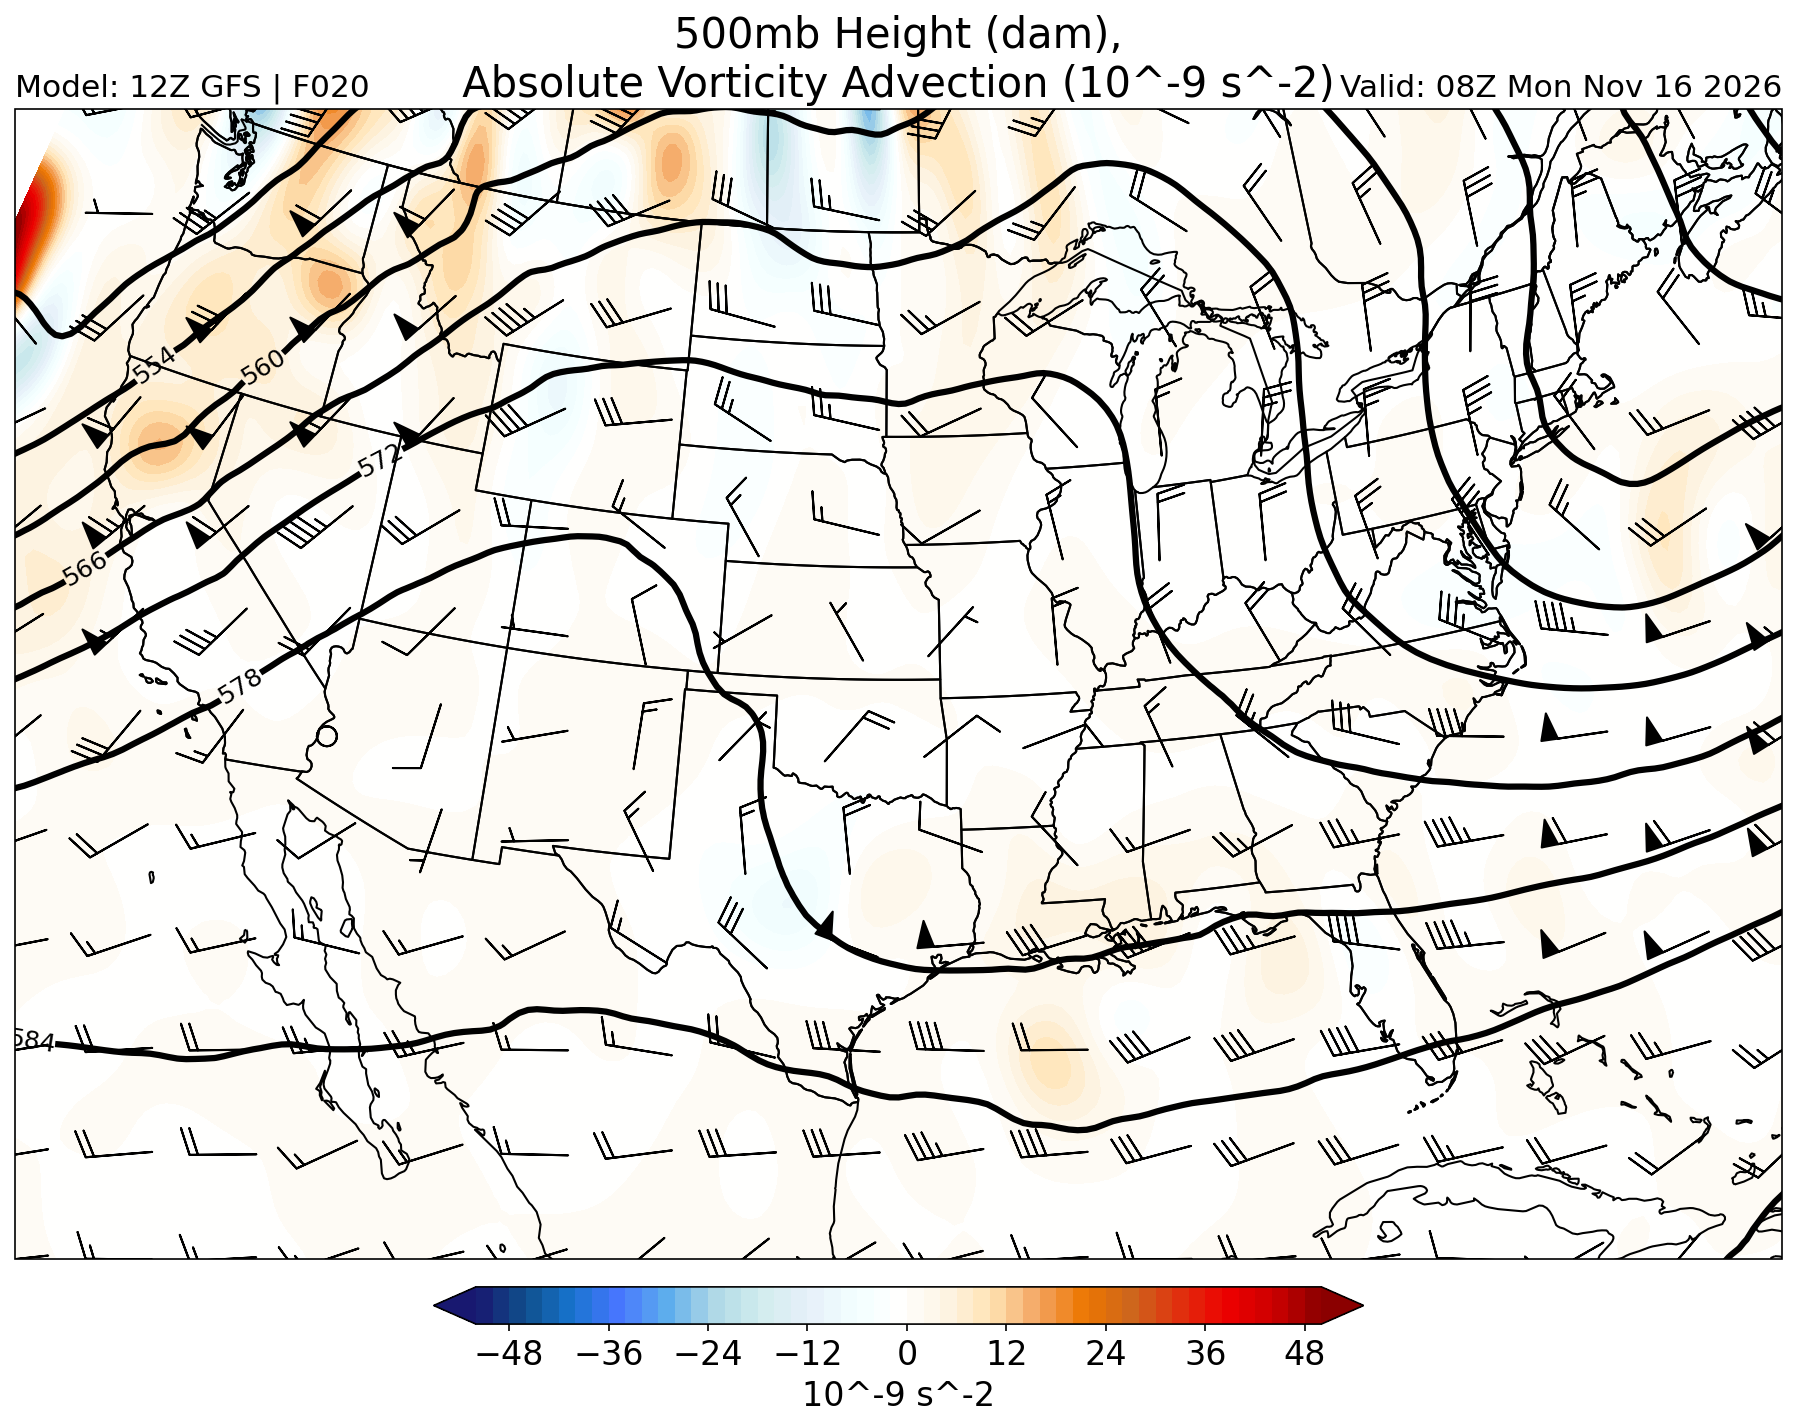 500mb Height (dam),
Model: 12Z GFS | F020 Absolute Vorticity Advection (10^-9 s^-2) Valid: 08Z Mon Nov 16 2026
554
560
572
566
578
584
−48 −36 −24 −12 0 12 24 36 48
10^-9 s^-2